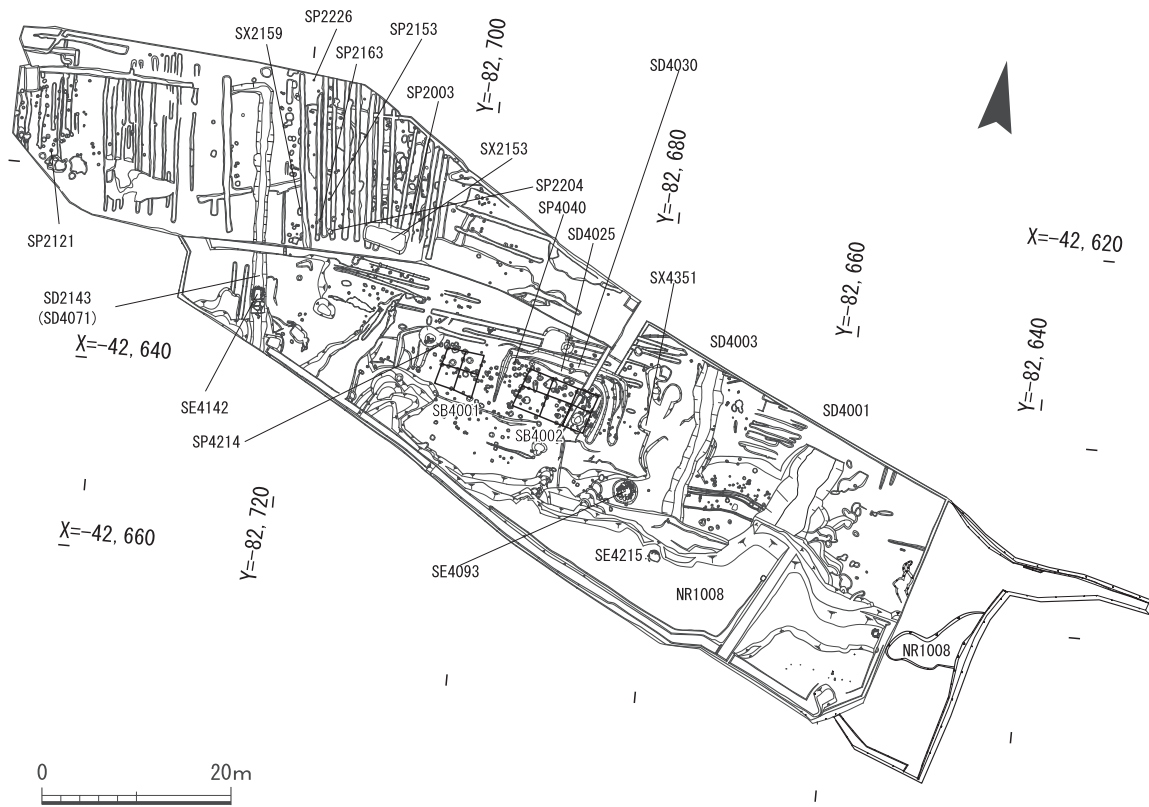 SP2226
SX2159
SP2153
SP2163
Y=-82, 700
SD4030
SP2003
SX2153
Y=-82, 680
SP2204
SP4040
SP2121
SD4025
X=-42, 620
Y=-82, 660
SX4351
SD2143
(SD4071)
SD4003
X=-42, 640
Y=-82, 640
SE4142
SB4001
SD4001
SP4214
SB4002
X=-42, 660
Y=-82, 720
SE4093
SE4215
NR1008
NR1008
0 20m